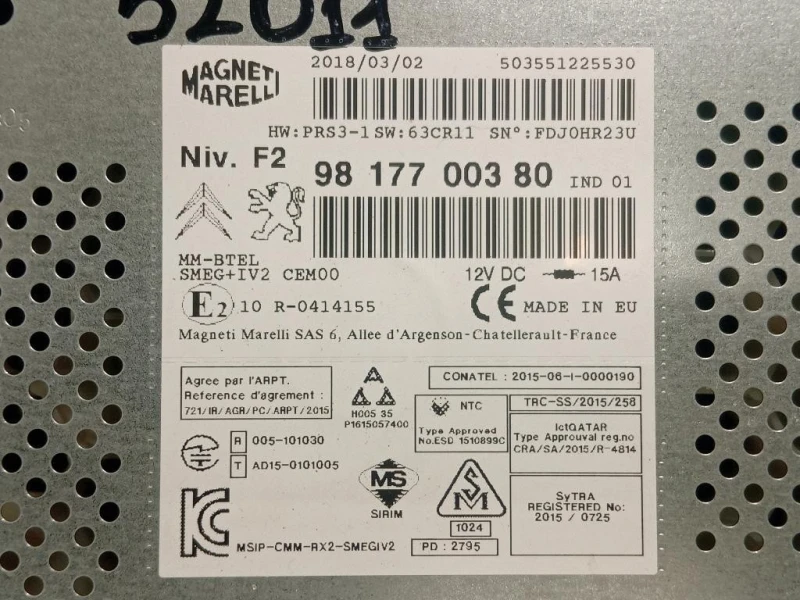 52011
MAGNETI
MARELLI
2018/03/02 503551225530
HW:PRS3-1 SW:63CR11 SN°:FDJ0HR23U
Niv. F2 98 177 003 80 IND 01
MM-BTEL
SMEG+IV2 CEM00 12V DC 15A
E2 10 R-0414155 CE MADE IN EU
Magneti Marelli SAS 6, Allee d'Argenson-Chatellerault-France
Agree par l'ARPT.
Reference d'agrement :
721/IR/AGR/PC/ARPT/2015
H005 35
P1615057400
CONATEL : 2015-06-I-0000190
NTC
Type Approved
No.ESD 1510899C
TRC-SS/2015/258
IctQATAR
Type Approuval reg.no
CRA/SA/2015/R-4814
R 005-101030
T AD15-0101005
MS
SIRIM
SM
1024
PD : 2795
SyTRA
REGISTERED No:
2015 / 0725
KC MSIP-CMM-RX2-SMEGIV2